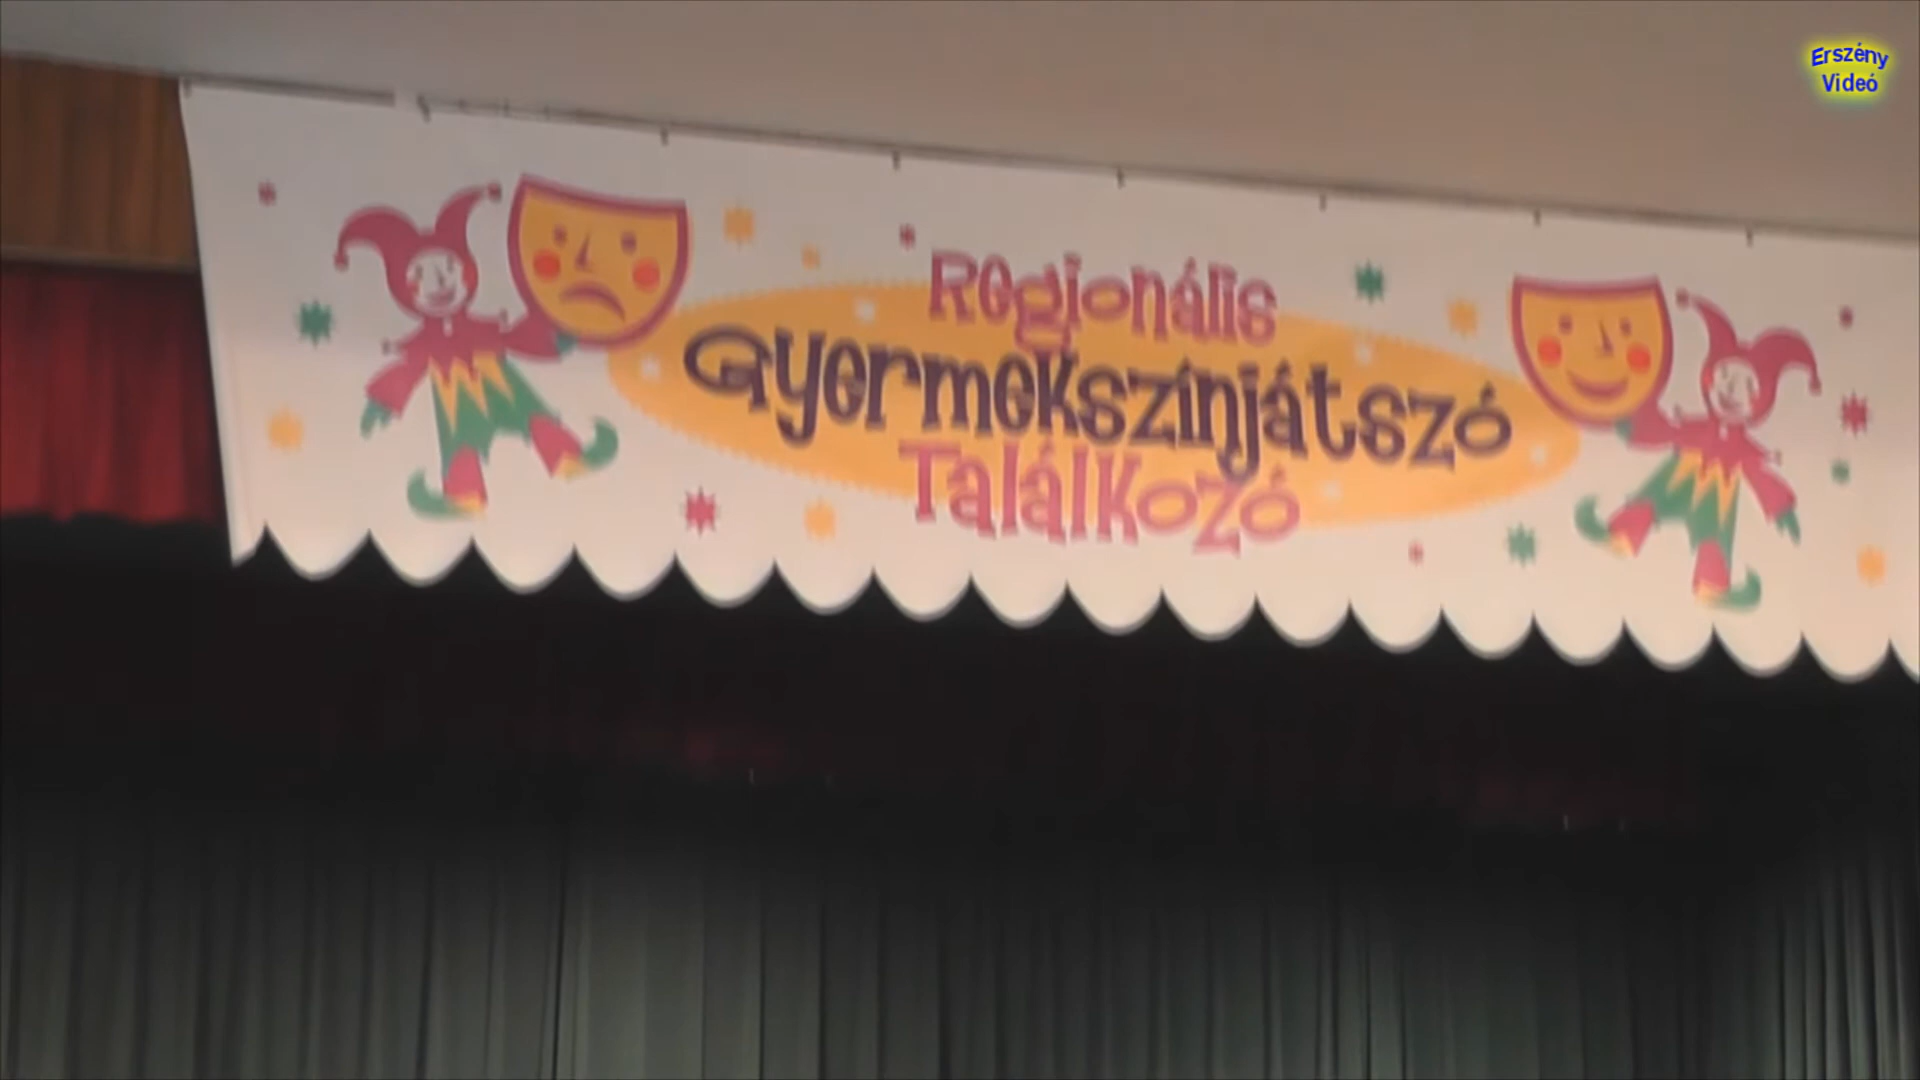 Erszény
Videó
Regionális
Gyermekszínjátszó
Találkozó